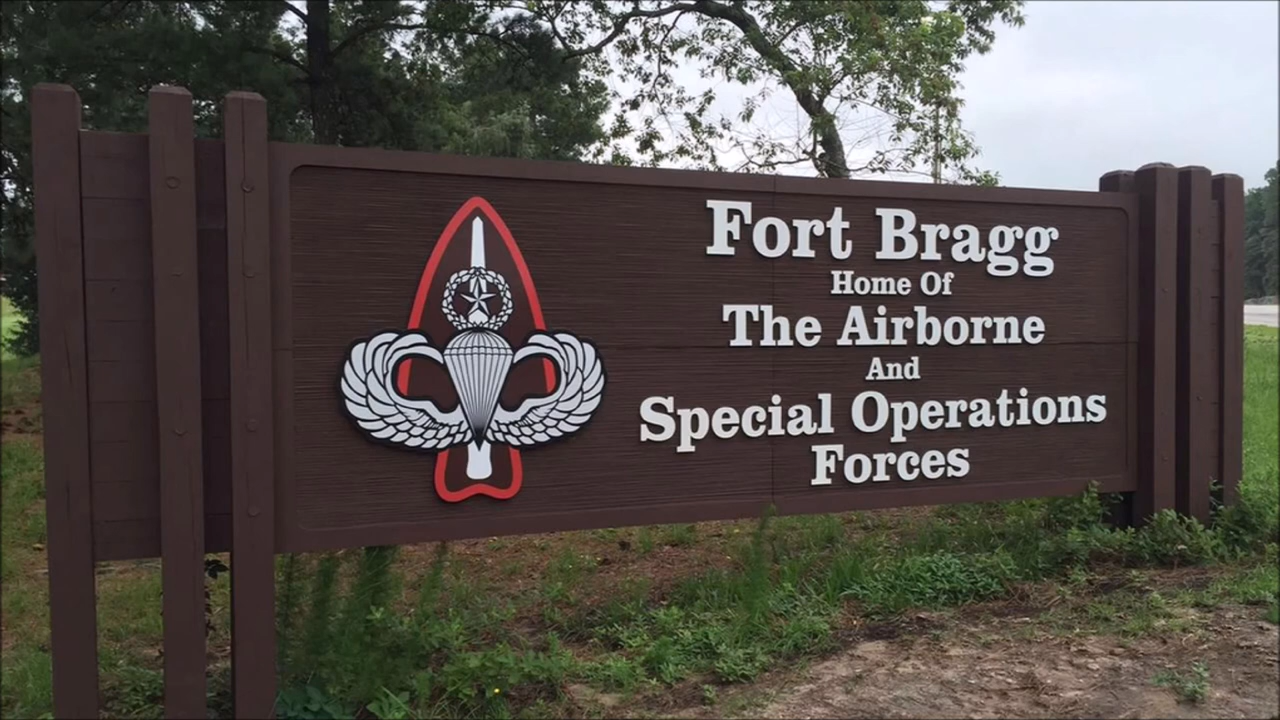 Fort Bragg
Home Of
The Airborne
And
Special Operations
Forces